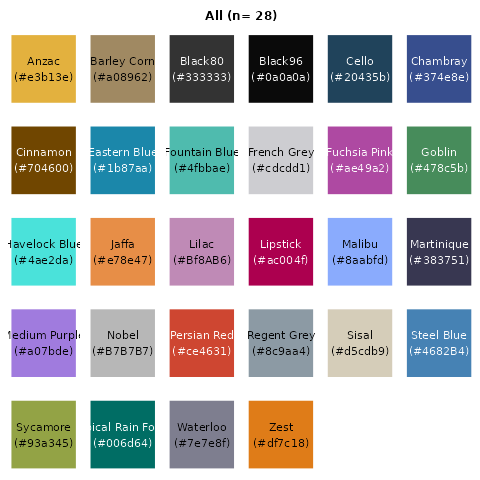 All (n= 28)
Anzac
(#e3b13e)
Barley Corn
(#a08962)
Black80
(#333333)
Black96
(#0a0a0a)
Cello
(#20435b)
Chambray
(#374e8e)
Cinnamon
(#704600)
Eastern Blue
(#1b87aa)
Fountain Blue
(#4fbbae)
French Grey
(#cdcdd1)
Fuchsia Pink
(#ae49a2)
Goblin
(#478c5b)
Havelock Blue
(#4ae2da)
Jaffa
(#e78e47)
Lilac
(#Bf8AB6)
Lipstick
(#ac004f)
Malibu
(#8aabfd)
Martinique
(#383751)
Medium Purple
(#a07bde)
Nobel
(#B7B7B7)
Persian Red
(#ce4631)
Regent Grey
(#8c9aa4)
Sisal
(#d5cdb9)
Steel Blue
(#4682B4)
Sycamore
(#93a345)
pical Rain Fo
(#006d64)
Waterloo
(#7e7e8f)
Zest
(#df7c18)